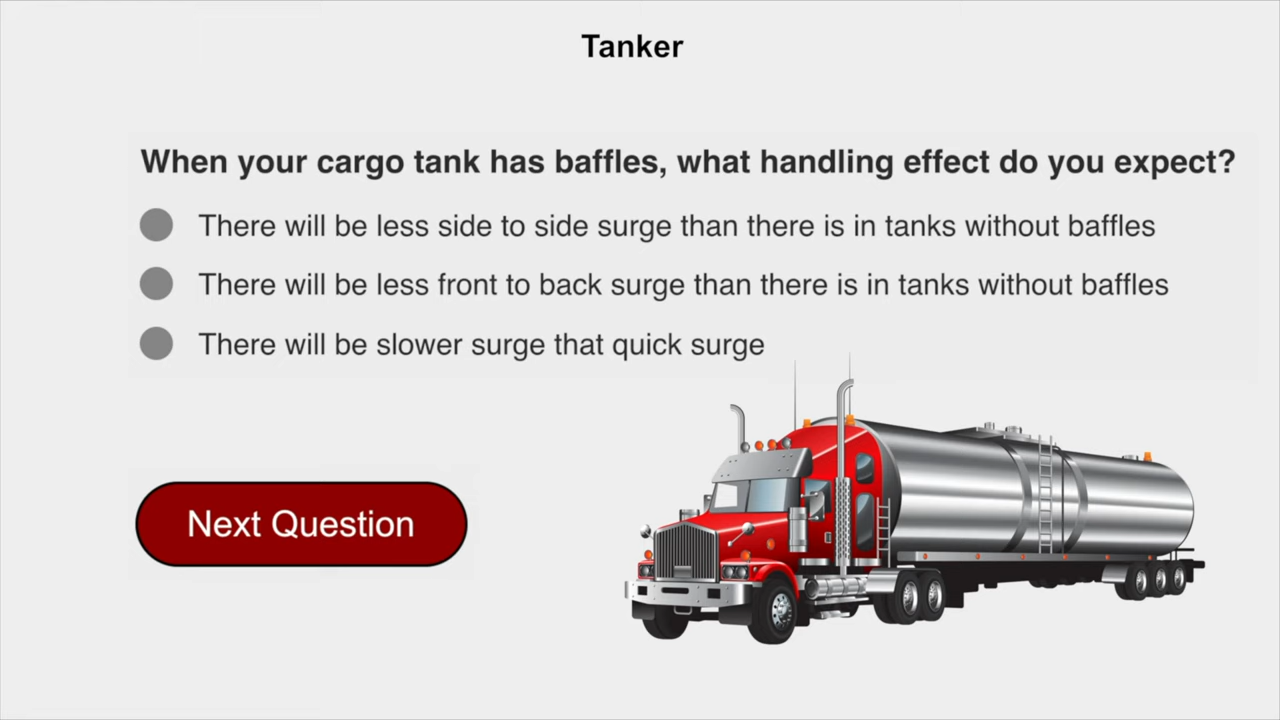 Tanker
When your cargo tank has baffles, what handling effect do you expect?
There will be less side to side surge than there is in tanks without baffles
There will be less front to back surge than there is in tanks without baffles
There will be slower surge that quick surge
Next Question